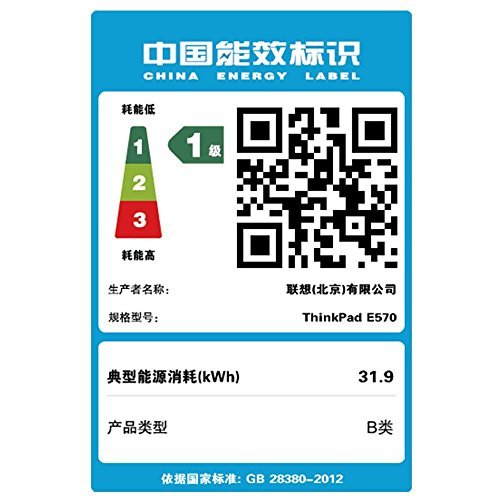 中国能效标识
CHINA ENERGY LABEL
耗能低
1
1级
2
3
耗能高
生产者名称: 联想(北京)有限公司
规格型号: ThinkPad E570
典型能源消耗(kWh) 31.9
产品类型 B类
依据国家标准: GB 28380-2012